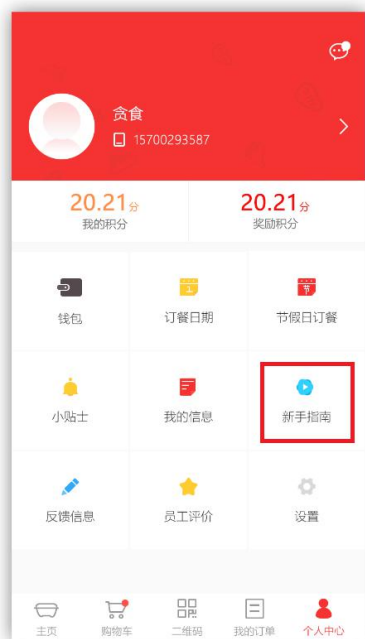 贪食
15700293587
20.21分 20.21分
我的积分 奖励积分
1 节
钱包 订餐日期 节假日订餐
小贴士 我的信息 新手指南
反馈信息 员工评价 设置
主页 购物车 二维码 我的订单 个人中心